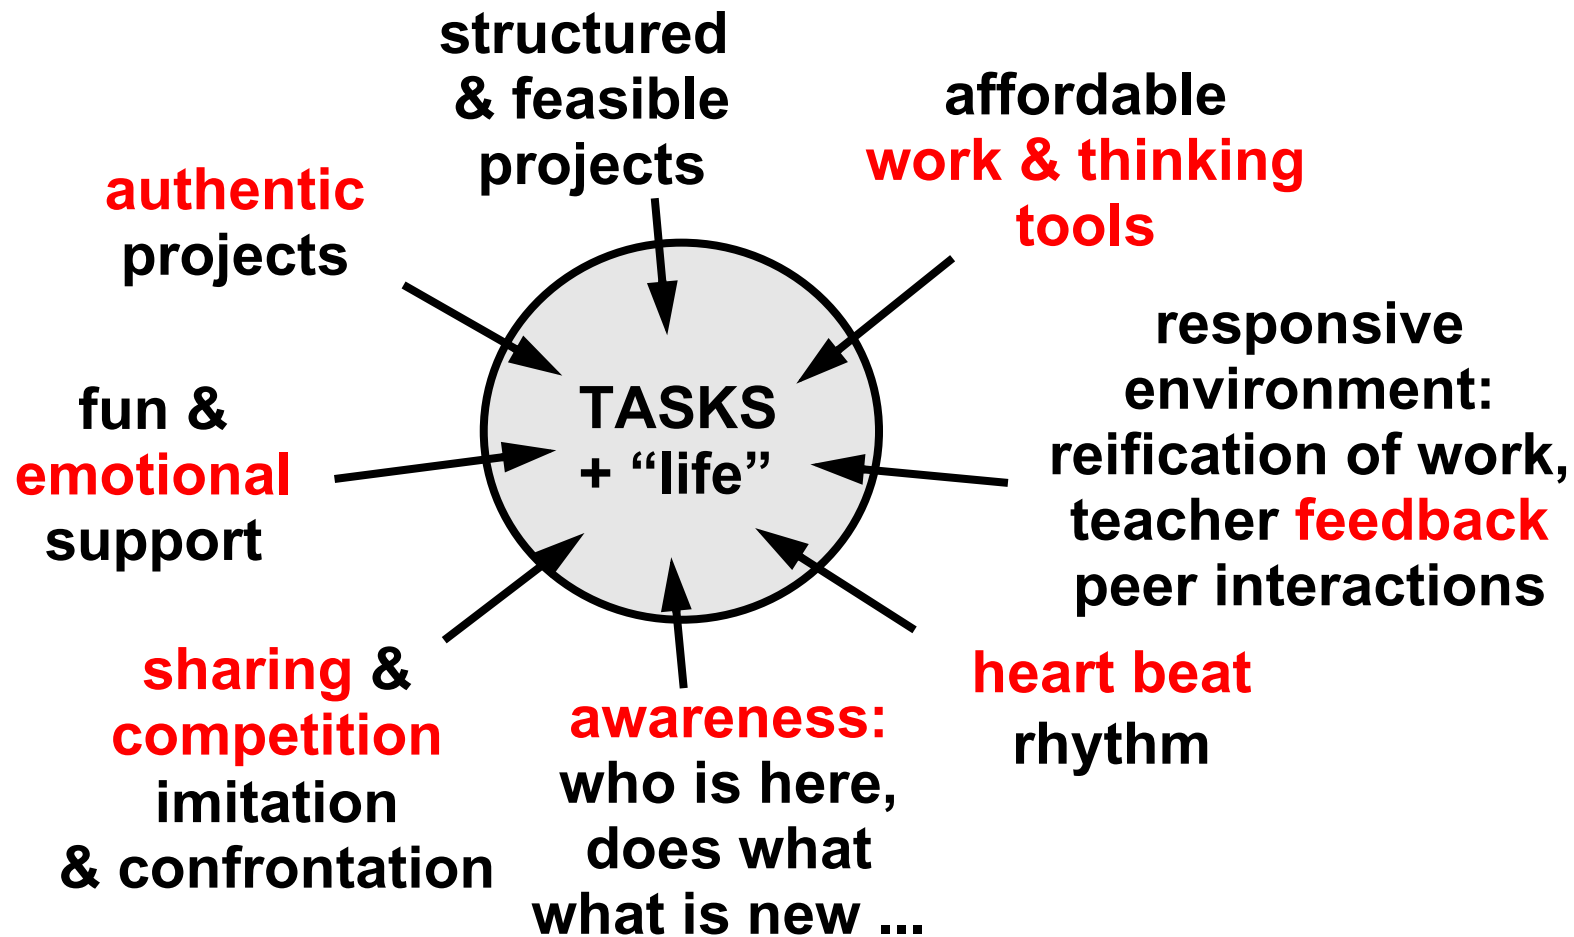 structured
& feasible
projects
affordable
work & thinking
tools
authentic
projects
responsive
environment:
reification of work,
teacher feedback
peer interactions
fun &
emotional
support
TASKS
+ “life”
sharing &
competition
imitation
& confrontation
awareness:
who is here,
does what
what is new ...
heart beat
rhythm